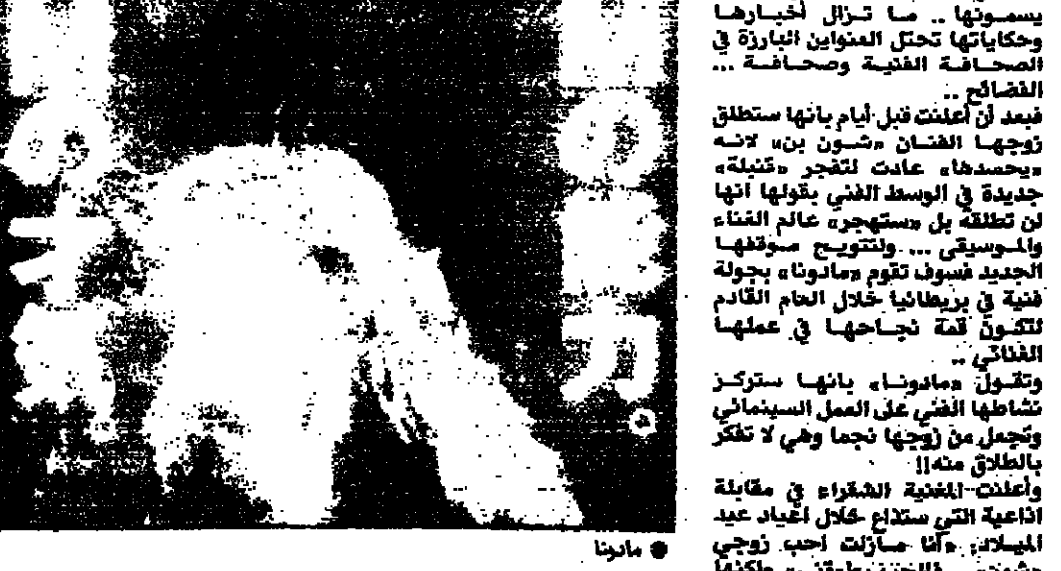 يسمونها .. ما تزال أخبارها
وحكاياتها تحتل العنواين البارزة في
الصحافة الفنية وصحافة ...
الفضائح ..
فبعد أن أعلنت قبل أيام بانها ستطلق
زوجها الفنان «شون بن» لانه
«يحسدها» عادت لتفجر «قنبلة»
جديدة في الوسط الفني بقولها انها
لن تطلقه بل «ستهجر» عالم الغناء
والموسيقى ... ولتتويج موقفها
الجديد فسوف تقوم «مادونا» بجولة
فنية في بريطانيا خلال العام القادم
لتكون قمة نجاحها في عملها
الغنائي ..
وتقول «مادونا» بانها ستركز
نشاطها الفني على العمل السينمائي
وتجعل من زوجها نجما وهي لا تفكر
بالطلاق منه!!
وأعلنت المغنية الشقراء في مقابلة
اذاعية التي ستذاع خلال اعياد عيد
الميلاد: «أنا مازلت احب زوجي
مادونا